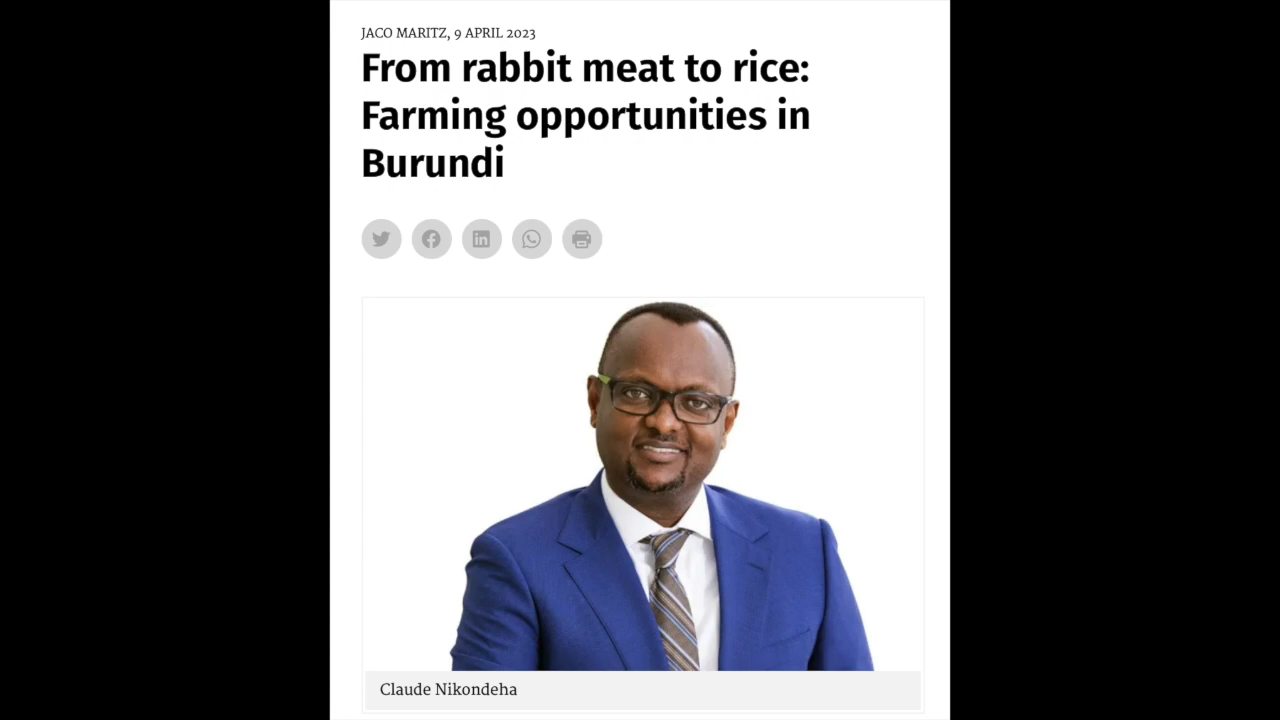 JACO MARITZ, 9 APRIL 2023
From rabbit meat to rice:
Farming opportunities in
Burundi
Claude Nikondeha